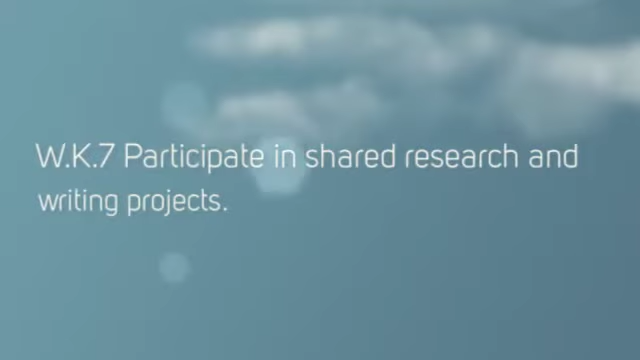 W.K.7 Participate in shared research and
writing projects.